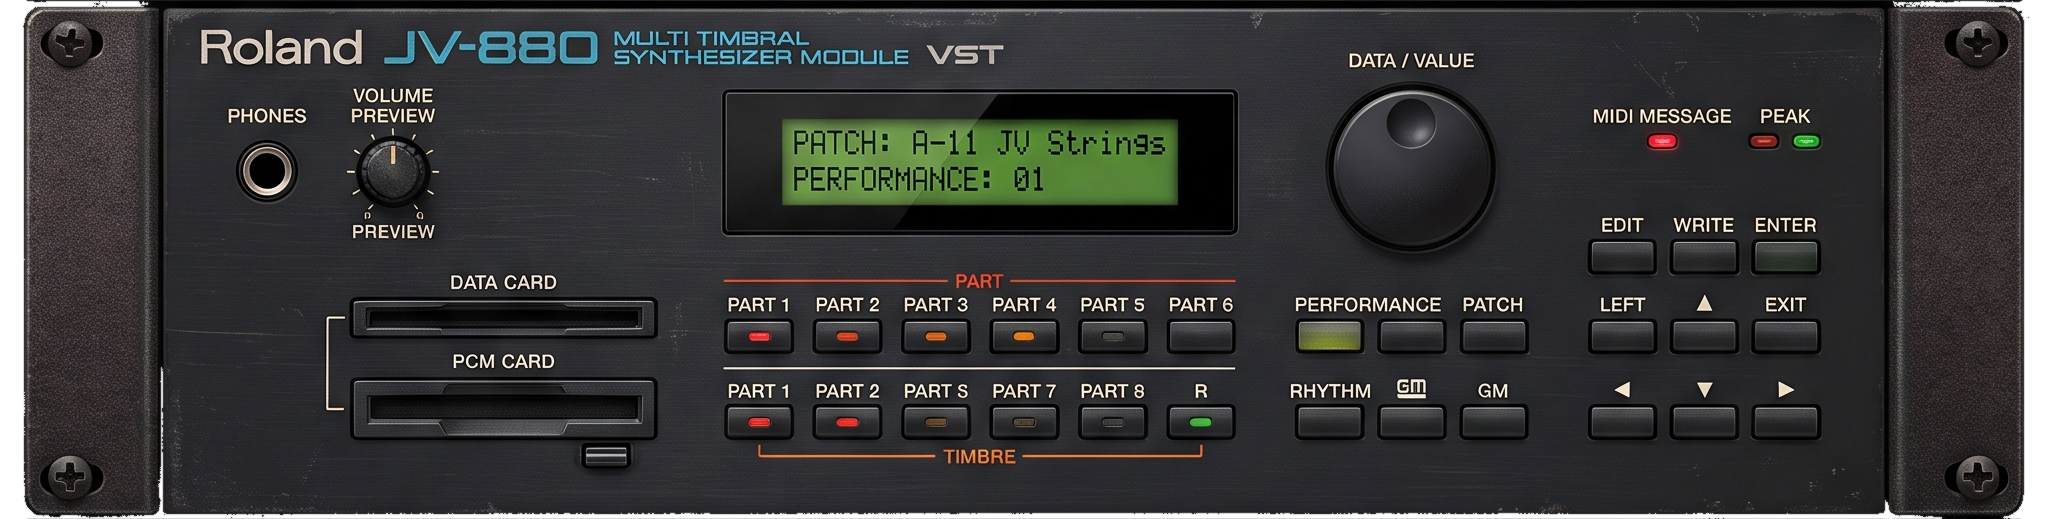 Roland JV-880 MULTI TIMBRAL SYNTHESIZER MODULE VST
PHONES
VOLUME PREVIEW
PREVIEW
PATCH: A-11 JV Strings
PERFORMANCE: 01
DATA / VALUE
MIDI MESSAGE PEAK
EDIT WRITE ENTER
DATA CARD
PCM CARD
PART
PART 1 PART 2 PART 3 PART 4 PART 5 PART 6
PERFORMANCE PATCH
LEFT ▲ EXIT
PART 1 PART 2 PART S PART 7 PART 8 R
RHYTHM GM GM
◀ ▼ ▶
TIMBRE